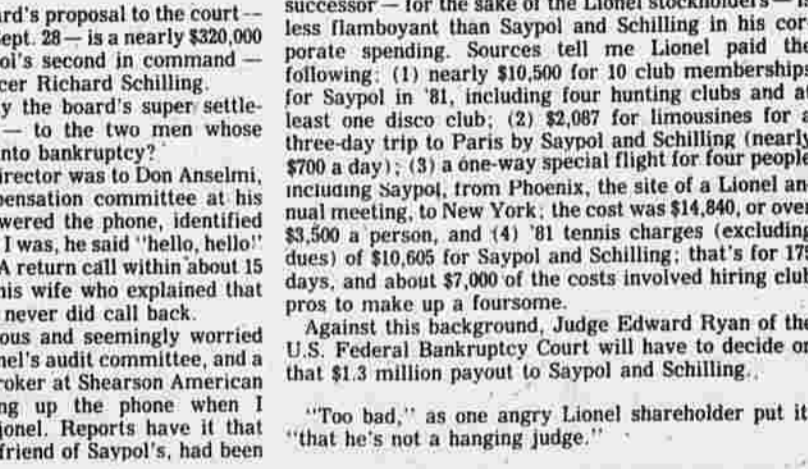 rd's proposal to the court —
ept. 28 — is a nearly $320,000
ol's second in command —
cer Richard Schilling.
y the board's super settle-
— to the two men whose
nto bankruptcy?
irector was to Don Anselmi,
pensation committee at his
wered the phone, identified
I was, he said "hello, hello!"
A return call within about 15
his wife who explained that
never did call back.
ous and seemingly worried
nel's audit committee, and a
roker at Shearson American
ng up the phone when I
ionel. Reports have it that
friend of Saypol's, had been
successor — for the sake of the Lionel stockholders —
less flamboyant than Saypol and Schilling in his cor
porate spending. Sources tell me Lionel paid the
following: (1) nearly $10,500 for 10 club memberships
for Saypol in '81, including four hunting clubs and at
least one disco club; (2) $2,087 for limousines for a
three-day trip to Paris by Saypol and Schilling (nearly
$700 a day); (3) a one-way special flight for four people
including Saypol, from Phoenix, the site of a Lionel an
nual meeting, to New York; the cost was $14,840, or over
$3,500 a person, and (4) '81 tennis charges (excluding
dues) of $10,605 for Saypol and Schilling; that's for 175
days, and about $7,000 of the costs involved hiring club
pros to make up a foursome.
Against this background, Judge Edward Ryan of the
U.S. Federal Bankruptcy Court will have to decide on
that $1.3 million payout to Saypol and Schilling.
"Too bad," as one angry Lionel shareholder put it
"that he's not a hanging judge."